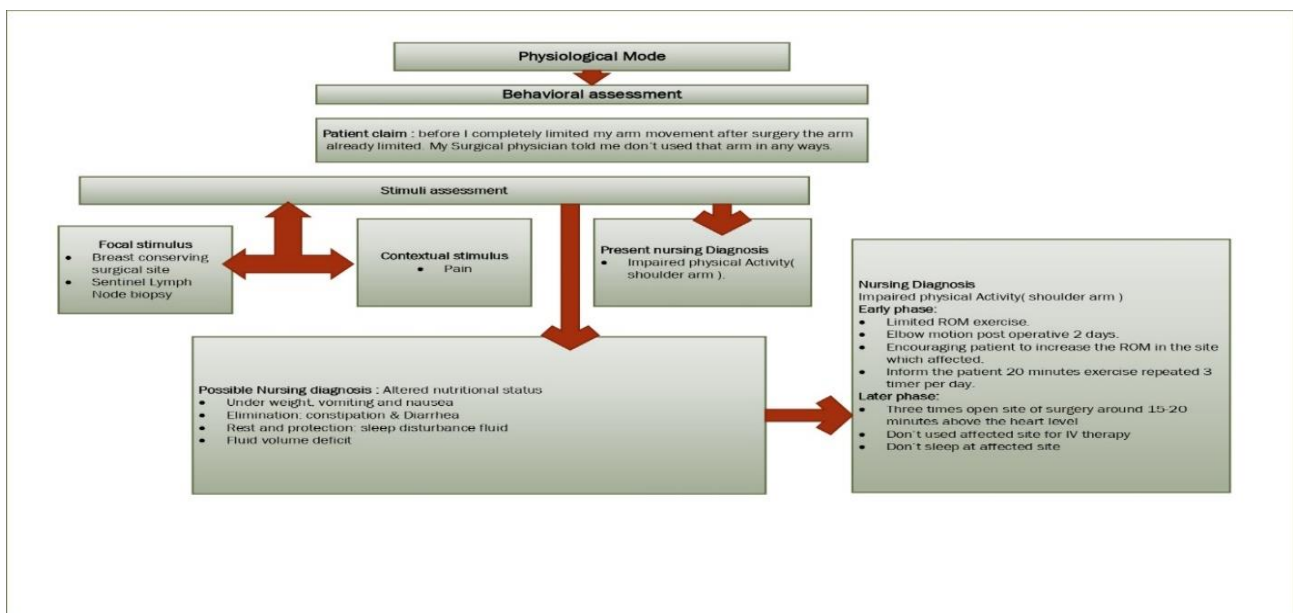 Physiological Mode
Behavioral assessment
Patient claim : before I completely limited my arm movement after surgery the arm
already limited. My Surgical physician told me don't used that arm in any ways.
Stimuli assessment
Focal stimulus
• Breast conserving
surgical site
• Sentinel Lymph
Node biopsy
Contextual stimulus
• Pain
Present nursing Diagnosis
• Impaired physical Activity(
shoulder arm ).
Possible Nursing diagnosis : Altered nutritional status
• Under weight, vomiting and nausea
• Elimination: constipation & Diarrhea
• Rest and protection: sleep disturbance fluid
• Fluid volume deficit
Nursing Diagnosis
Impaired physical Activity( shoulder arm )
Early phase:
• Limited ROM exercise.
• Elbow motion post operative 2 days.
• Encouraging patient to increase the ROM in the site
which affected.
• Inform the patient 20 minutes exercise repeated 3
timer per day.
Later phase:
• Three times open site of surgery around 15-20
minutes above the heart level
• Don't used affected site for IV therapy
• Don't sleep at affected site